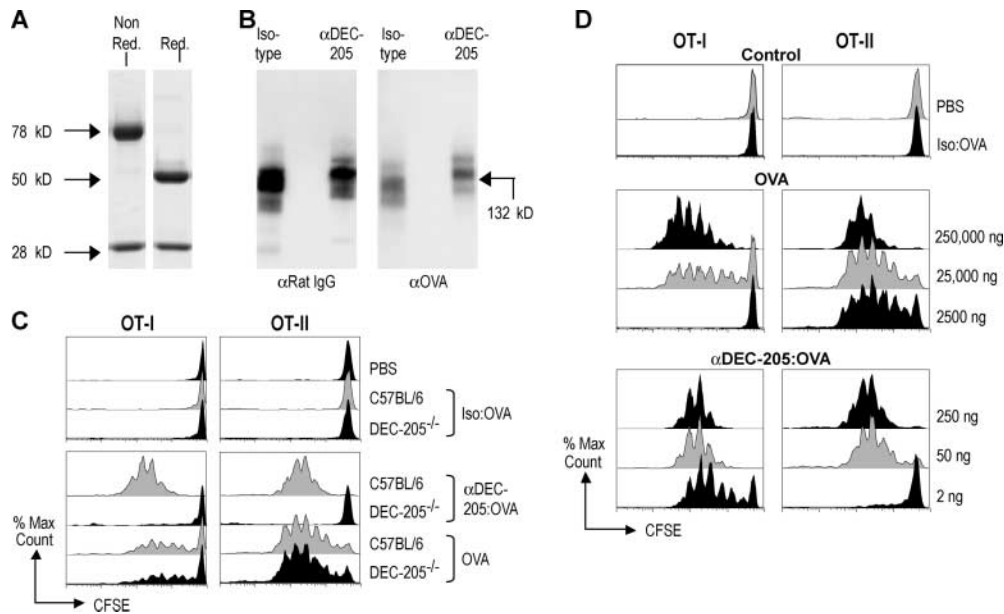 A
Non
Red.
Red.
78 kD
50 kD
28 kD
B
Iso-
type
αDEC-
205
Iso-
type
αDEC-
205
132 kD
αRat IgG
αOVA
C
OT-I
OT-II
PBS
C57BL/6
DEC-205-/-
Iso:OVA
C57BL/6
DEC-205-/-
αDEC-
205:OVA
C57BL/6
DEC-205-/-
OVA
% Max
Count
CFSE
D
OT-I
OT-II
Control
PBS
Iso:OVA
OVA
250,000 ng
25,000 ng
2500 ng
αDEC-205:OVA
250 ng
50 ng
2 ng
% Max
Count
CFSE